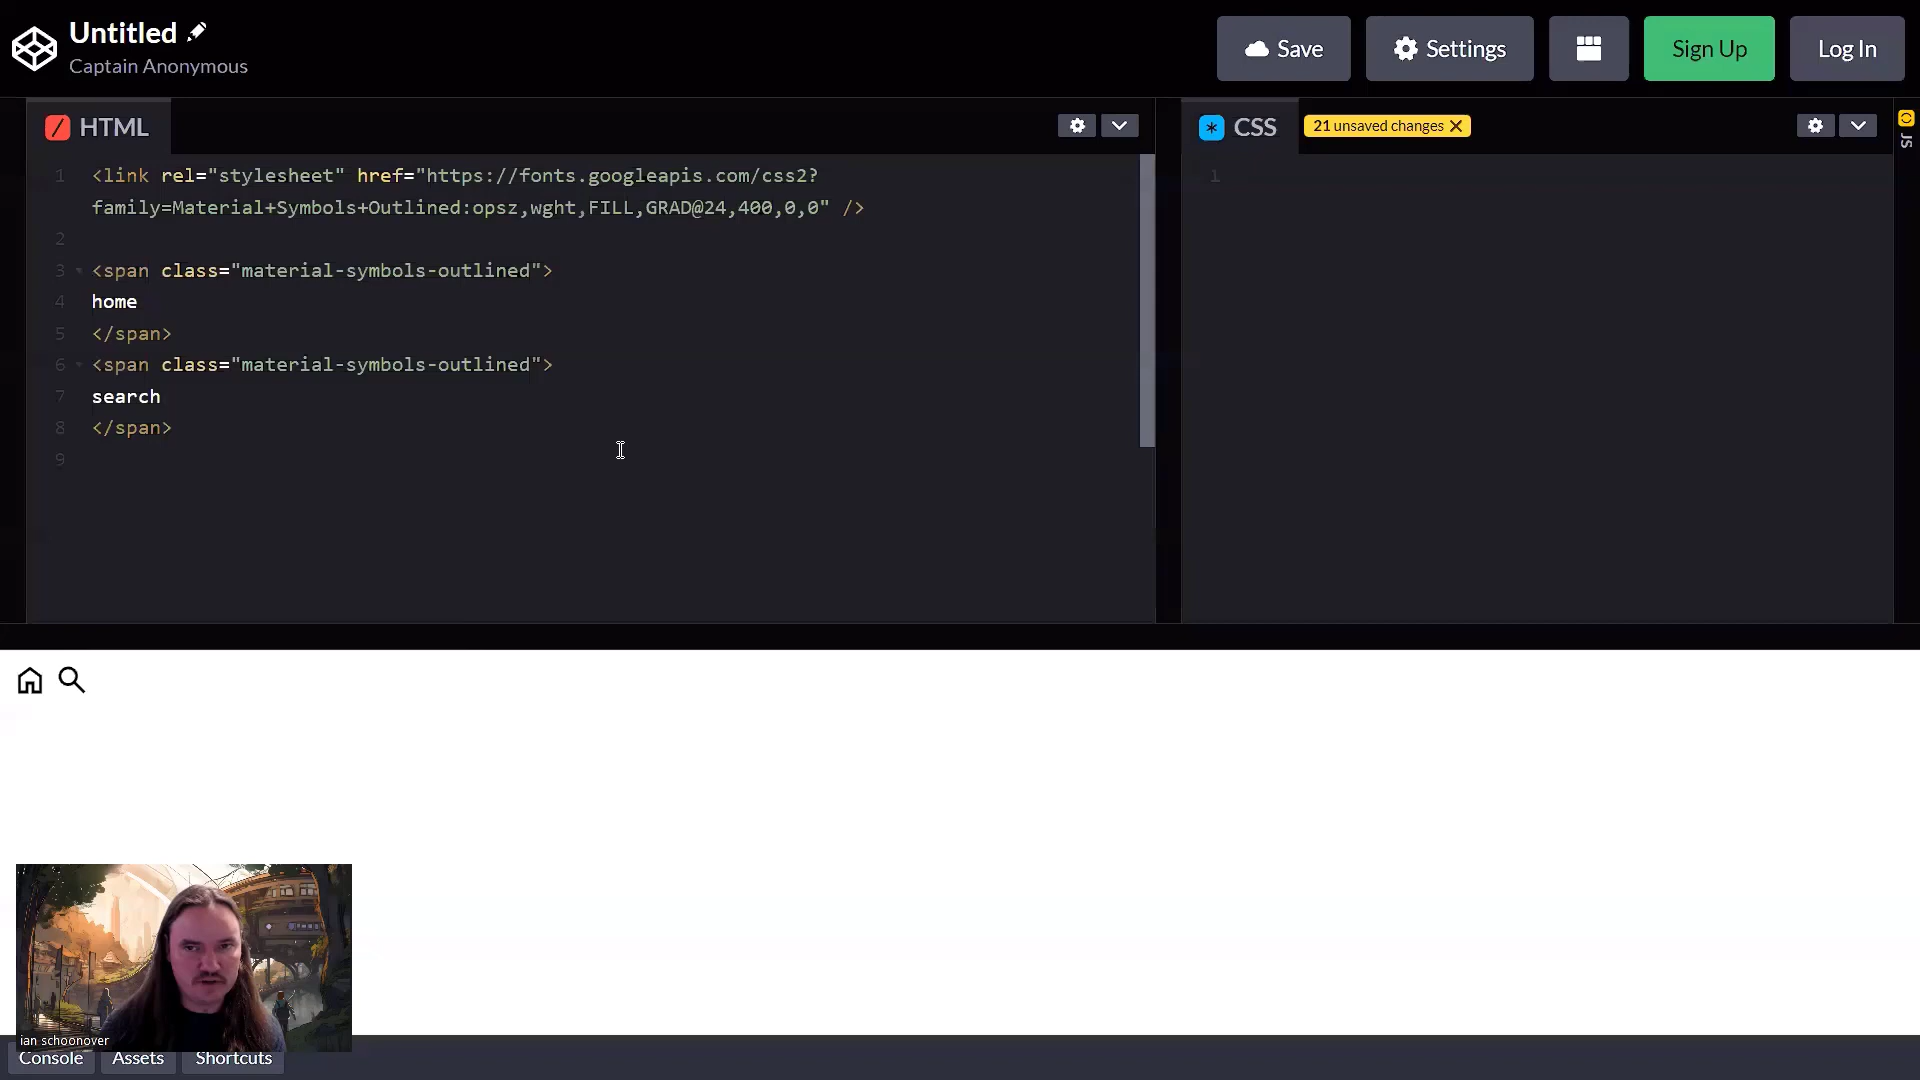 Untitled
Captain Anonymous
Save
Settings
Sign Up
Log In
HTML
CSS
21 unsaved changes
JS
1 <link rel="stylesheet" href="https://fonts.googleapis.com/css2?
family=Material+Symbols+Outlined:opsz,wght,FILL,GRAD@24,400,0,0" />
2
3 <span class="material-symbols-outlined">
4 home
5 </span>
6 <span class="material-symbols-outlined">
7 search
8 </span>
9
1
ian schoonover
Console
Assets
Shortcuts